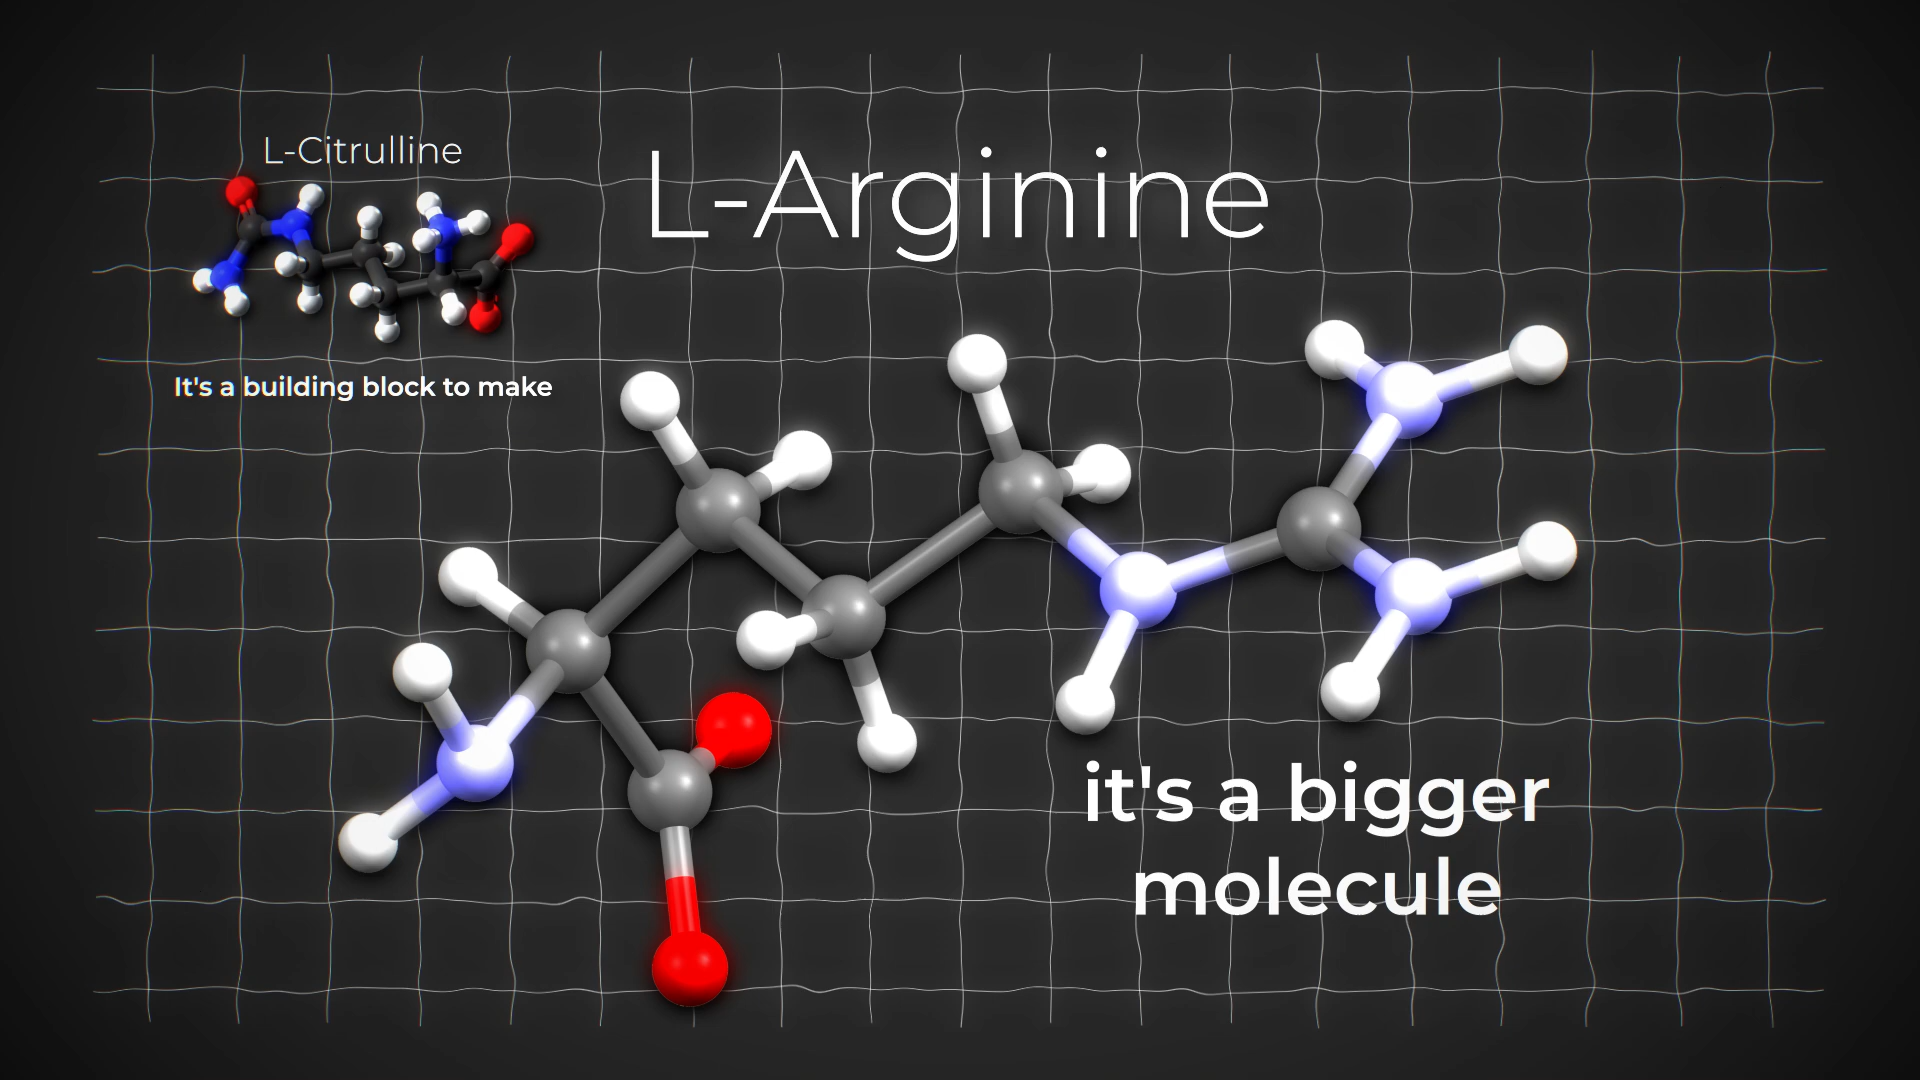 L-Citrulline
It's a building block to make
L-Arginine
it's a bigger
molecule